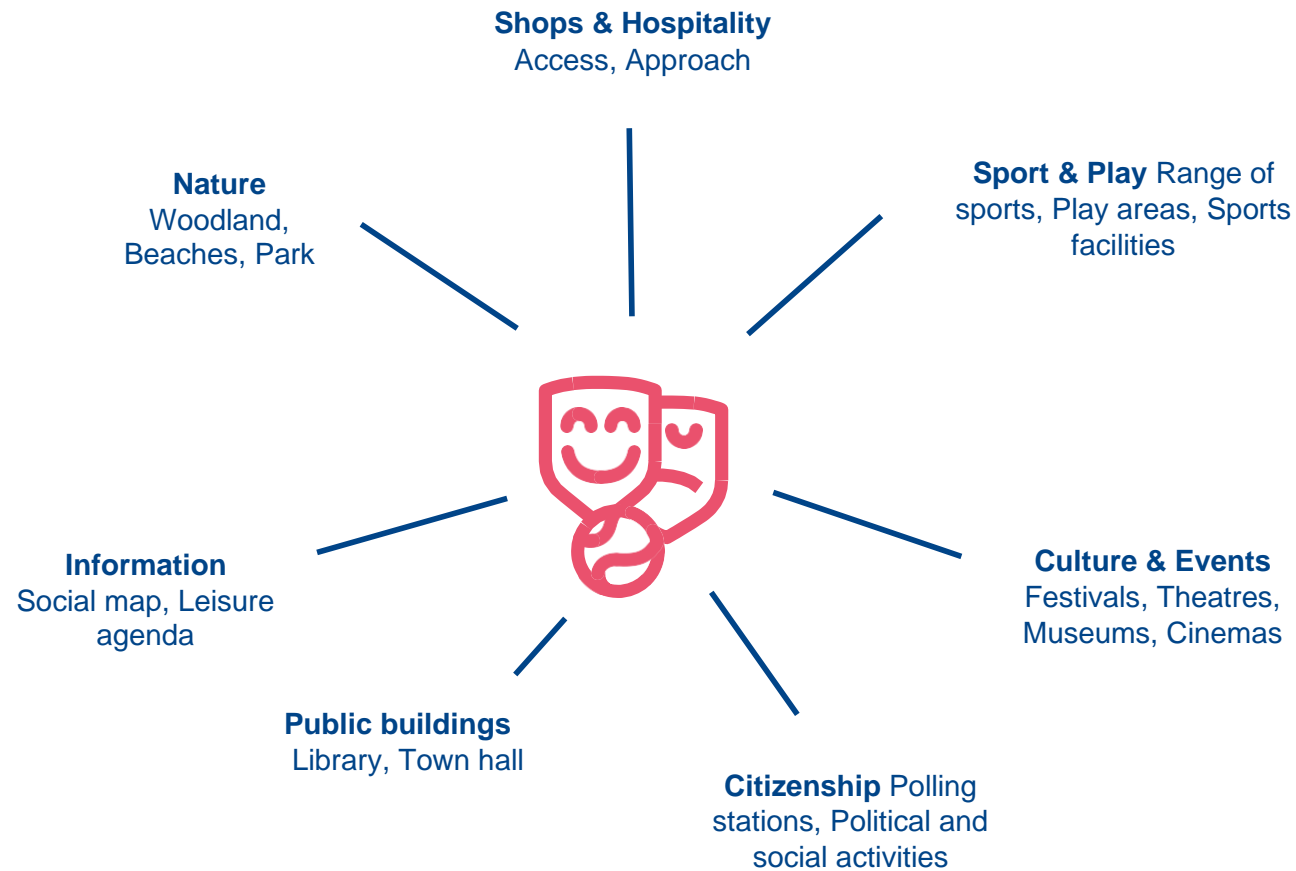 Shops & Hospitality
Access, Approach
Sport & Play Range of
sports, Play areas, Sports
facilities
Nature
Woodland,
Beaches, Park
Culture & Events
Festivals, Theatres,
Museums, Cinemas
Information
Social map, Leisure
agenda
Public buildings
Library, Town hall
Citizenship Polling
stations, Political and
social activities